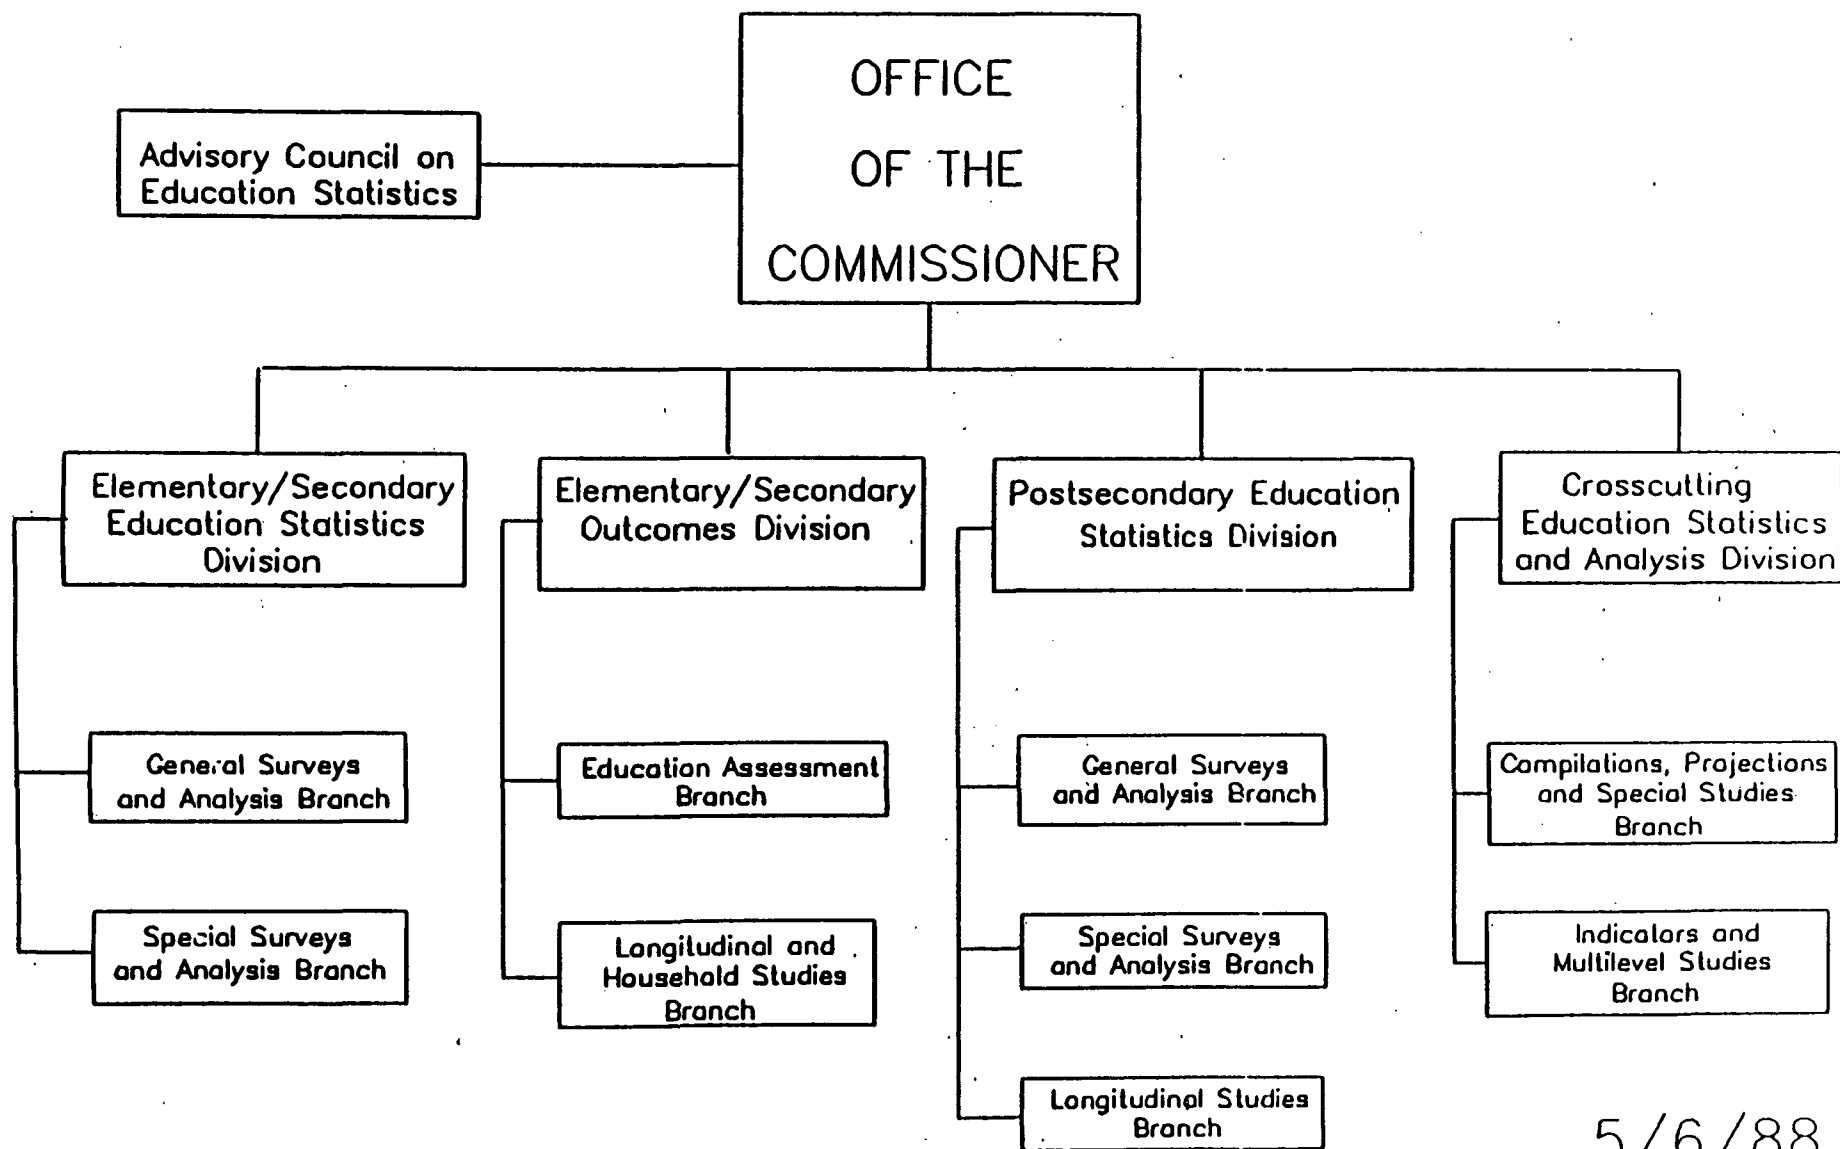 OFFICE
OF THE
COMMISSIONER
Advisory Council on
Education Statistics
Elementary/Secondary
Education Statistics
Division
Elementary/Secondary
Outcomes Division
Postsecondary Education
Statistics Division
Crosscutting
Education Statistics
and Analysis Division
General Surveys
and Analysis Branch
Special Surveys
and Analysis Branch
Education Assessment
Branch
Longitudinal and
Household Studies
Branch
General Surveys
and Analysis Branch
Special Surveys
and Analysis Branch
Longitudinal Studies
Branch
Compilations, Projections
and Special Studies
Branch
Indicators and
Multilevel Studies
Branch
5/6/88